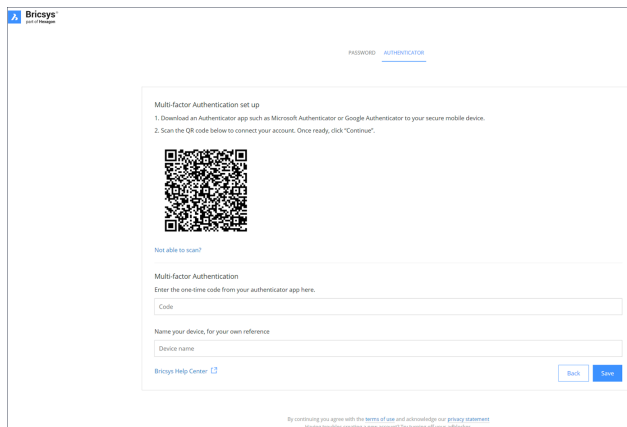 Bricsys®
part of Hexagon
PASSWORD AUTHENTICATOR
Multi-factor Authentication set up
1. Download an Authenticator app such as Microsoft Authenticator or Google Authenticator to your secure mobile device.
2. Scan the QR code below to connect your account. Once ready, click "Continue".
Not able to scan?
Multi-factor Authentication
Enter the one-time code from your authenticator app here.
Code
Name your device, for your own reference
Device name
Bricsys Help Center
Back Save
By continuing you agree with the terms of use and acknowledge our privacy statement